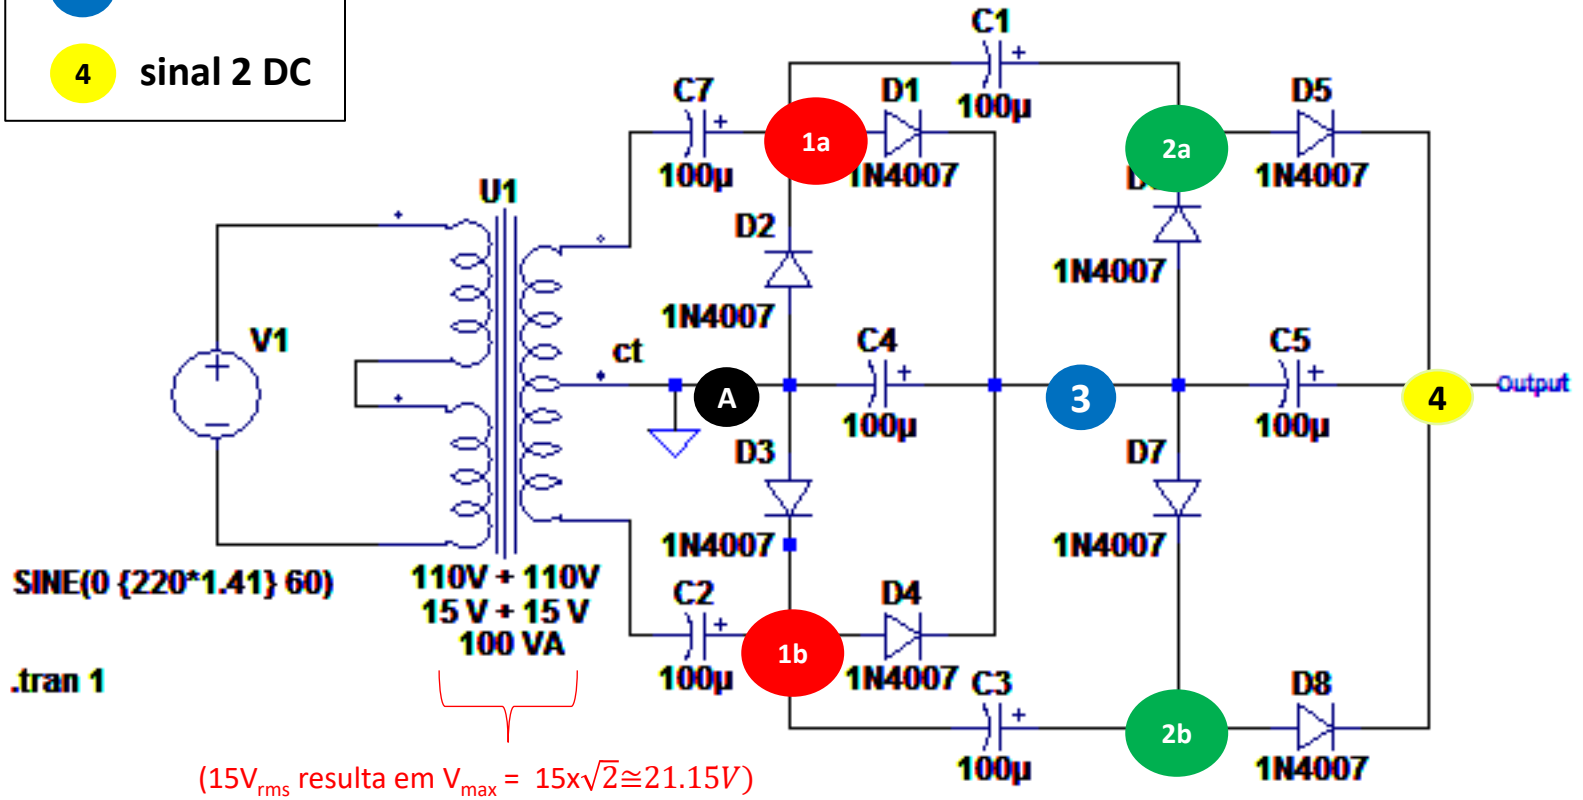 4 sinal 2 DC
C1
100µ
C7
100µ
D1
1N4007
1a
2a
D5
1N4007
U1
D2
1N4007
1N4007
V1
ct
A
C4
100µ
3
C5
100µ
4
Output
D3
1N4007
D7
1N4007
SINE(0 {220*1.41} 60)
110V + 110V
15 V + 15 V
100 VA
C2
100µ
1b
D4
1N4007
C3
100µ
2b
D8
1N4007
.tran 1
(15Vrms resulta em Vmax = 15x√2≅21.15V)